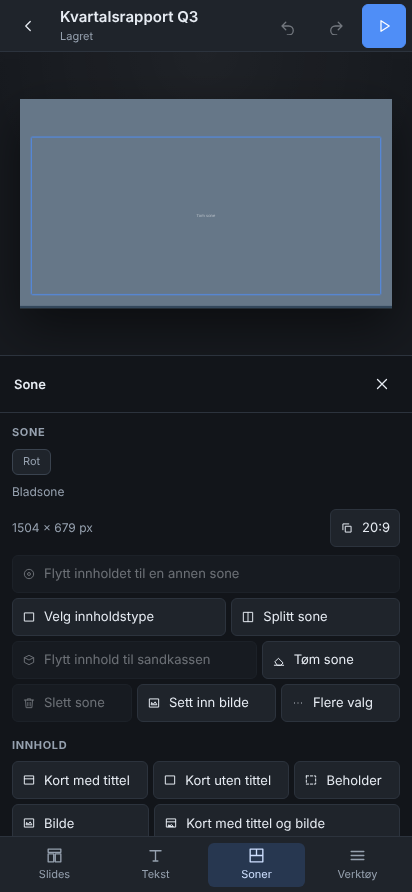 Kvartalsrapport Q3
Lagret
Sone
SONE
Rot
Bladsone
1504 × 679 px
20:9
Flytt innholdet til en annen sone
Velg innholdstype
Splitt sone
Flytt innhold til sandkassen
Tøm sone
Slett sone
Sett inn bilde
Flere valg
INNHOLD
Kort med tittel
Kort uten tittel
Beholder
Bilde
Kort med tittel og bilde
Slides
Tekst
Soner
Verktøy